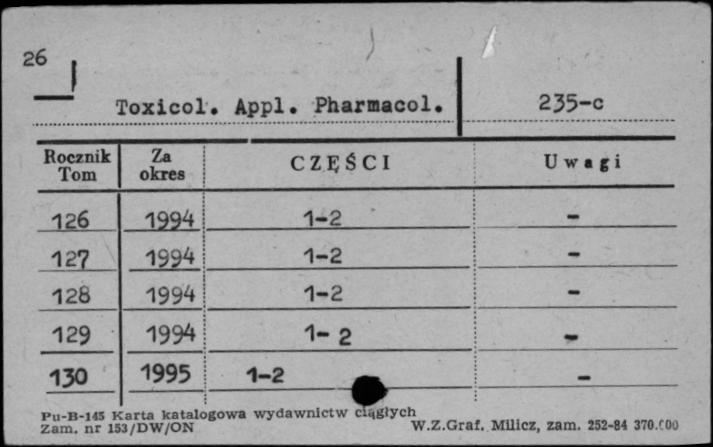 26
Toxicol. Appl. Pharmacol. 235-c
Rocznik Tom Za okres CZĘŚCI Uwagi
126 1994 1-2 -
127 1994 1-2 -
128 1994 1-2 -
129 1994 1-2 -
130 1995 1-2 -
Pu-B-145 Karta katalogowa wydawnictw ciągłych
Zam. nr 153/DW/ON W.Z.Graf. Milicz, zam. 252-84 370.000